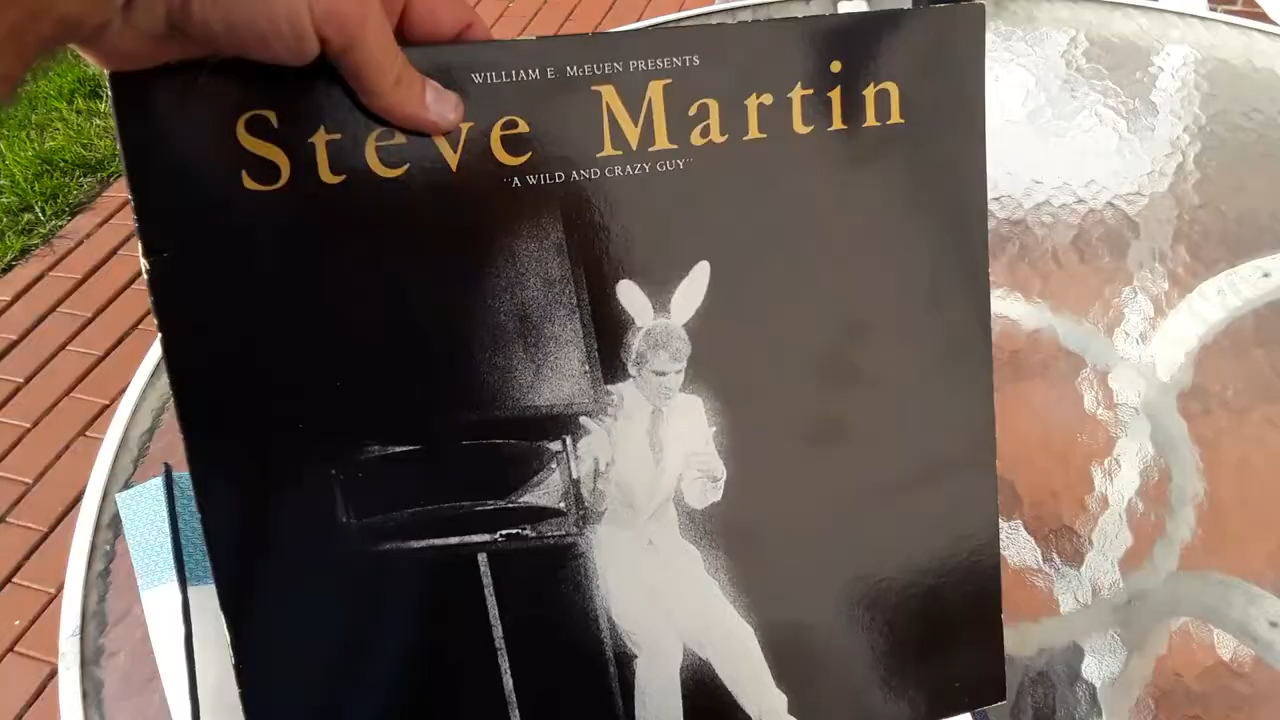 WILLIAM E. McEUEN PRESENTS
Steve Martin
"A WILD AND CRAZY GUY"